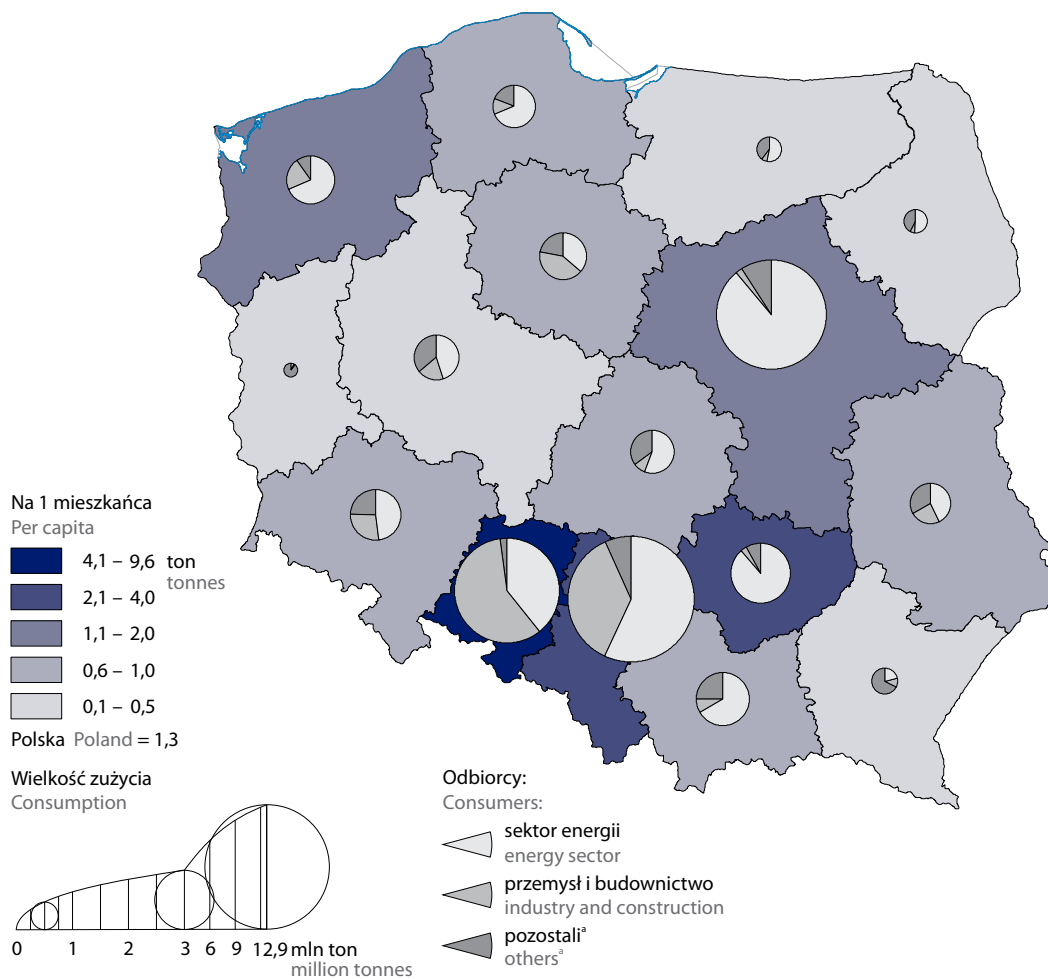 Na 1 mieszkańca
Per capita
4,1 – 9,6 ton
tonnes
2,1 – 4,0
1,1 – 2,0
0,6 – 1,0
0,1 – 0,5
Polska Poland = 1,3
Wielkość zużycia
Consumption
0 1 2 3 6 9 12,9 mln ton
million tonnes
Odbiorcy:
Consumers:
sektor energii
energy sector
przemysł i budownictwo
industry and construction
pozostaliᵃ
othersᵃ